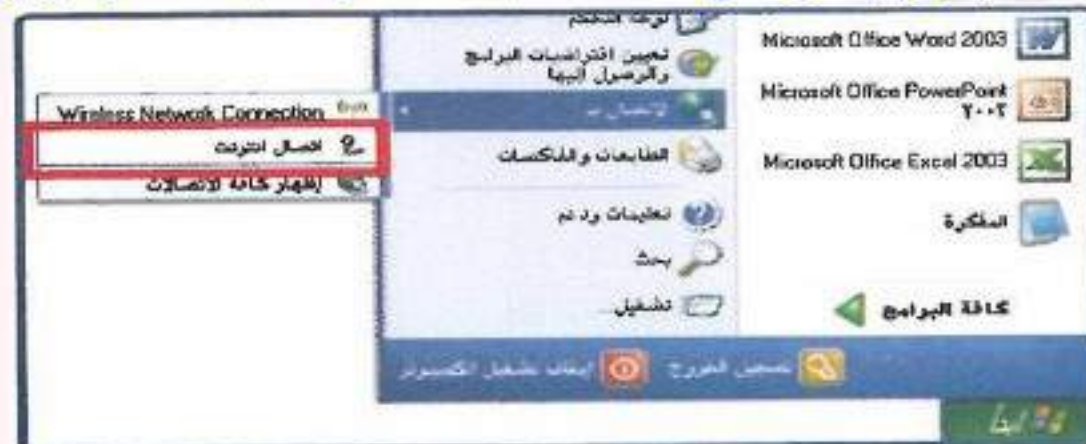 Microsoft Office Word 2003
Microsoft Office PowerPoint
٢٠٠٣
Microsoft Office Excel 2003
المفكرة
كافة البرامج
لوحة التحكم
تعيين افتراضيات البرامج
والوصول إليها
الاتصال بـ
الطابعات والفاكسات
تعليمات ودعم
بحث
تشغيل...
Wireless Network Connection
اتصال انترنت
إظهار كافة الاتصالات
تسجيل الخروج
إيقاف تشغيل الكمبيوتر
ابدأ